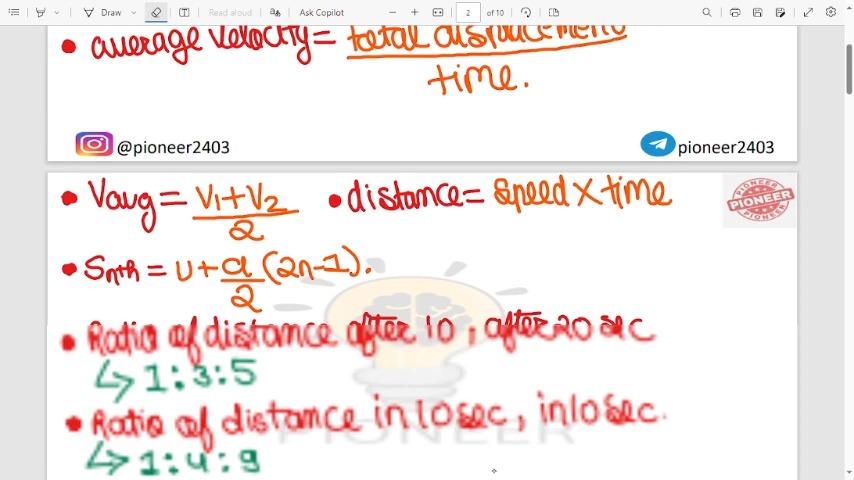 Draw
Read aloud
Ask Copilot
2 of 10
• average velocity = total displacement
time.
@pioneer2403
pioneer2403
• Vavg = V1+V2 • distance = speed X time
2
PIONEER
• Snth = U + a (2n-1).
2
• Ratio of distance after 10, after 20 sec
↳ 1:3:5
• Ratio of distance in 10 sec, in 10 sec.
PIONEER
↳ 1:4:9